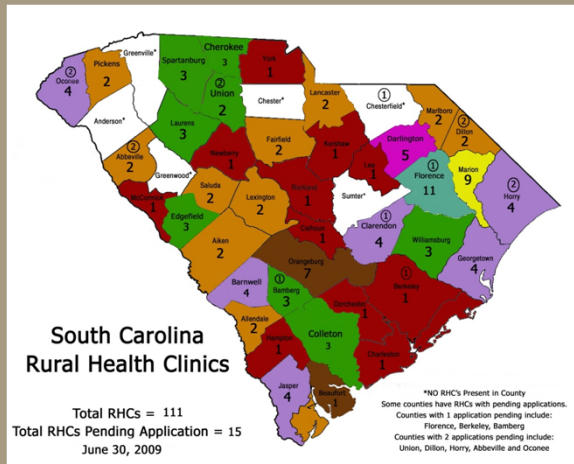 Greenville*
Cherokee
3
Spartanburg
3
York
1
②
Oconee
4
Pickens
2
②
Union
2
Chester*
Lancaster
2
①
Chesterfield*
Marlboro
2
②
Dillon
2
Anderson*
Laurens
3
Fairfield
2
Kershaw
1
Darlington
5
②
Abbeville
2
Greenwood*
Newberry
1
Lee
1
①
Florence
11
Marion
9
②
Horry
4
McCormick
1
Saluda
2
Lexington
2
Richland
1
Sumter*
Edgefield
3
Calhoun
1
①
Clarendon
4
Williamsburg
3
Georgetown
4
Aiken
2
Orangeburg
7
Barnwell
4
①
Bamberg
3
①
Berkeley
1
Allendale
2
Dorchester
1
Colleton
3
Hampton
1
Charleston
1
Jasper
4
Beaufort
1
South Carolina
Rural Health Clinics
Total RHCs = 111
Total RHCs Pending Application = 15
June 30, 2009
*NO RHC's Present in County
Some counties have RHCs with pending applications.
Counties with 1 application pending include:
Florence, Berkeley, Bamberg
Counties with 2 applications pending include:
Union, Dillon, Horry, Abbeville and Oconee